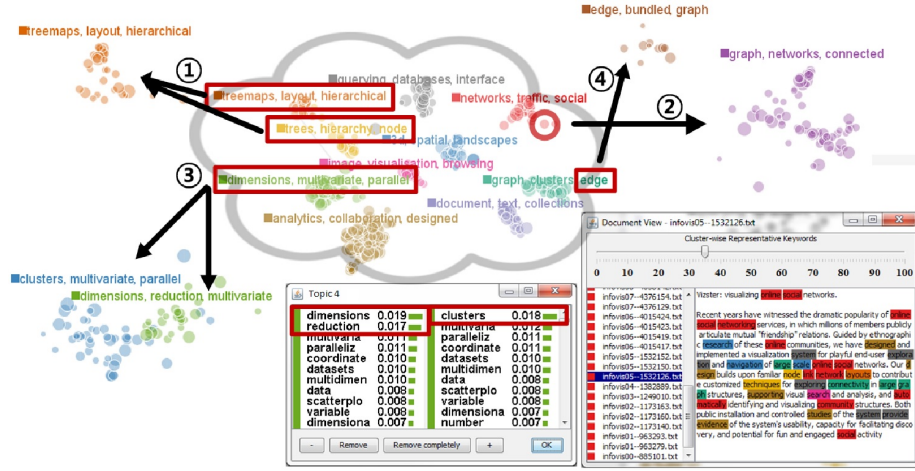 edge, bundled, graph
treemaps, layout, hierarchical
graph, networks, connected
①
④
②
querying, databases, interface
treemaps, layout, hierarchical
networks, traffic, social
trees, hierarchy, node
3d, spatial, landscapes
image, visualization, browsing
③
dimensions, multivariate, parallel
graph, clusters, edge
document, text, collections
analytics, collaboration, designed
clusters, multivariate, parallel
dimensions, reduction, multivariate
Topic 4
dimensions 0.019
reduction 0.017
multivaria 0.011
paralleliz 0.011
coordinate 0.010
datasets 0.010
multidimen 0.010
data 0.008
scatterplo 0.008
variable 0.008
dimensiona 0.007
clusters 0.018
multivaria 0.012
paralleliz 0.011
coordinate 0.011
datasets 0.010
multidimen 0.010
data 0.008
scatterplo 0.008
variable 0.008
dimensiona 0.007
number 0.007
- Remove Remove completely + OK
Document View - infovis05--1532126.txt
Cluster-wise Representative Keywords
0 10 20 30 40 50 60 70 80 90 100
infovis07--4376154.txt
infovis07--4376129.txt
infovis06--4015424.txt
infovis06--4015423.txt
infovis06--4015419.txt
infovis06--4015417.txt
infovis05--1532152.txt
infovis05--1532150.txt
infovis05--1532126.txt
infovis04--1382889.txt
infovis03--1249010.txt
infovis02--1173163.txt
infovis02--1173160.txt
infovis02--1173140.txt
infovis01--963293.txt
infovis01--963279.txt
infovis00--885101.txt
Vizster: visualizing online social networks.
Recent years have witnessed the dramatic popularity of online
social networking services, in which millions of members publicly
articulate mutual "friendship" relations. Guided by ethnographi
c research of these online communities, we have designed and
implemented a visualization system for playful end-user explora
tion and navigation of large scale online social networks. Our d
esign builds upon familiar node link network layouts to contribut
e customized techniques for exploring connectivity in large gra
ph structures, supporting visual search and analysis, and auto
matically identifying and visualizing community structures. Both
public installation and controlled studies of the system provide
evidence of the system's usability, capacity for facilitating disco
very, and potential for fun and engaged social activity